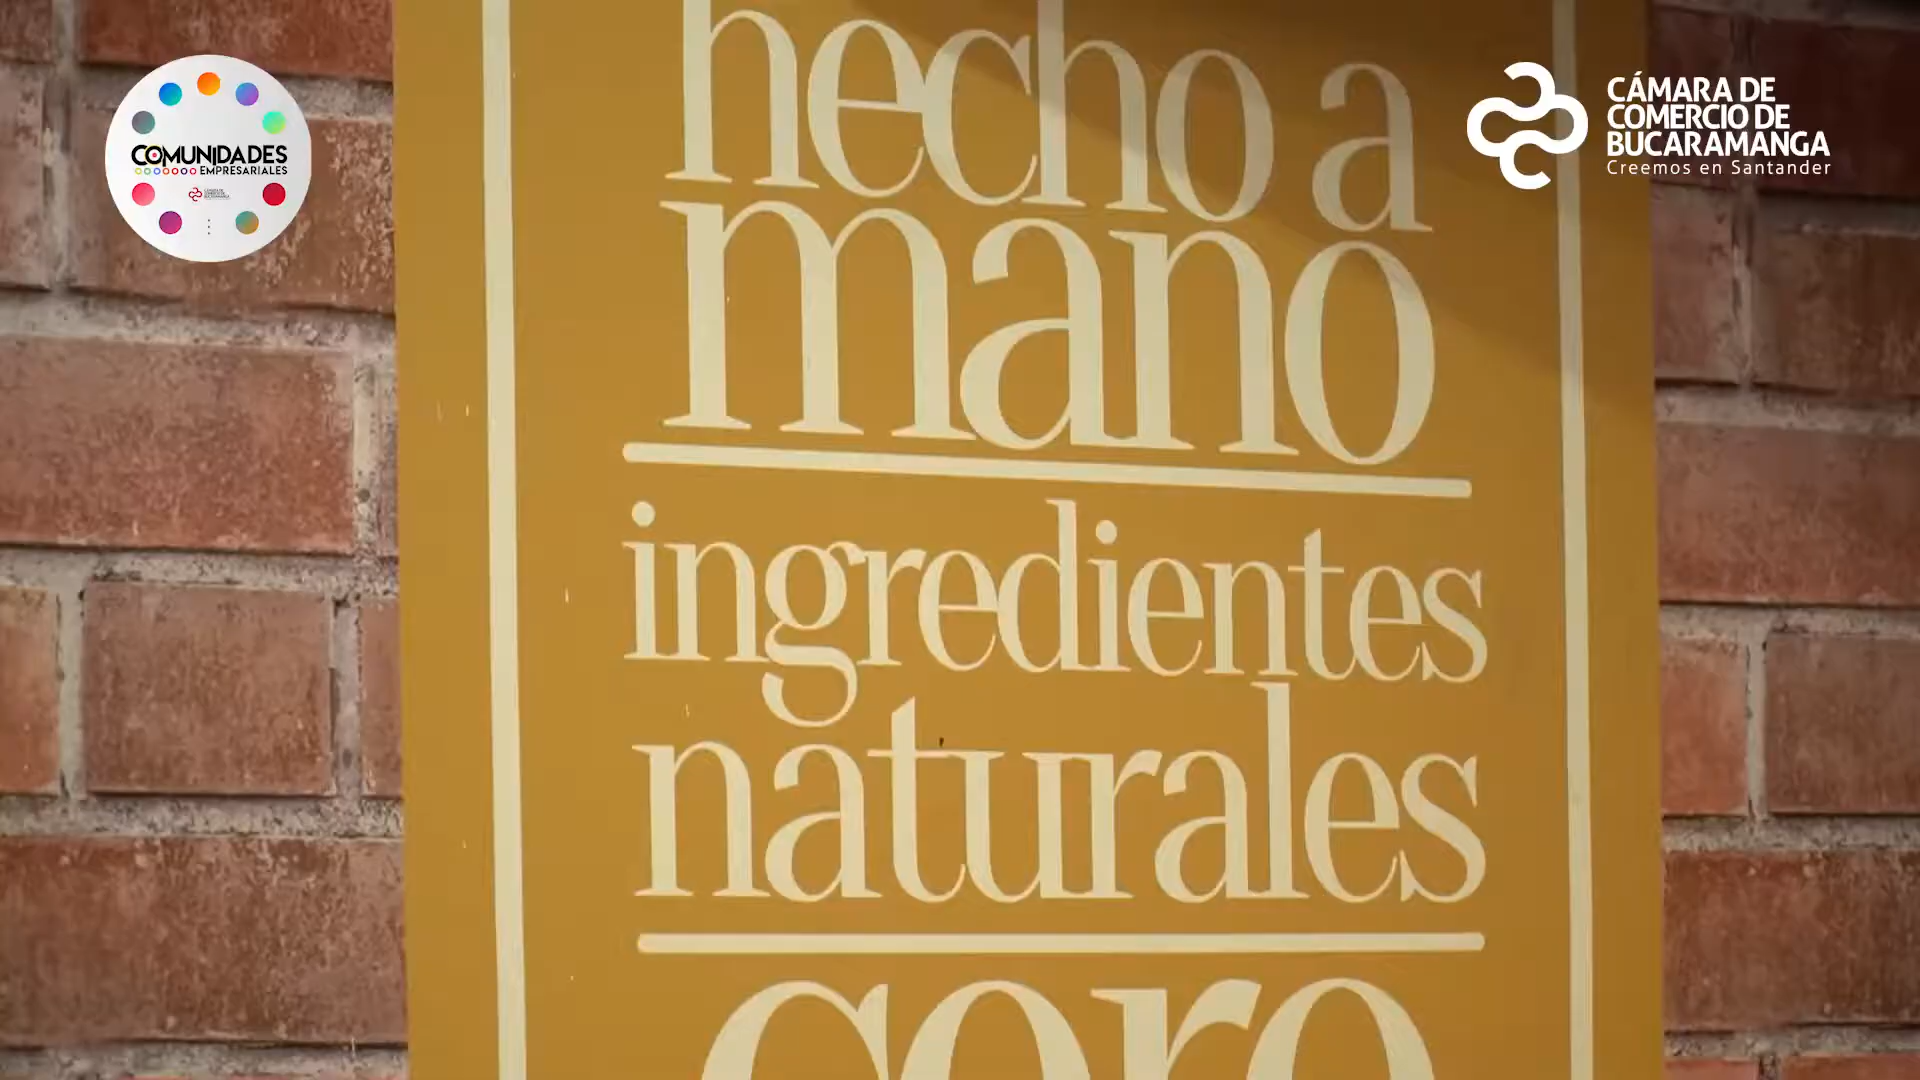 hecho a
mano
ingredientes
naturales
COMUNIDADES
EMPRESARIALES
CÁMARA DE
COMERCIO DE
BUCARAMANGA
Creemos en Santander